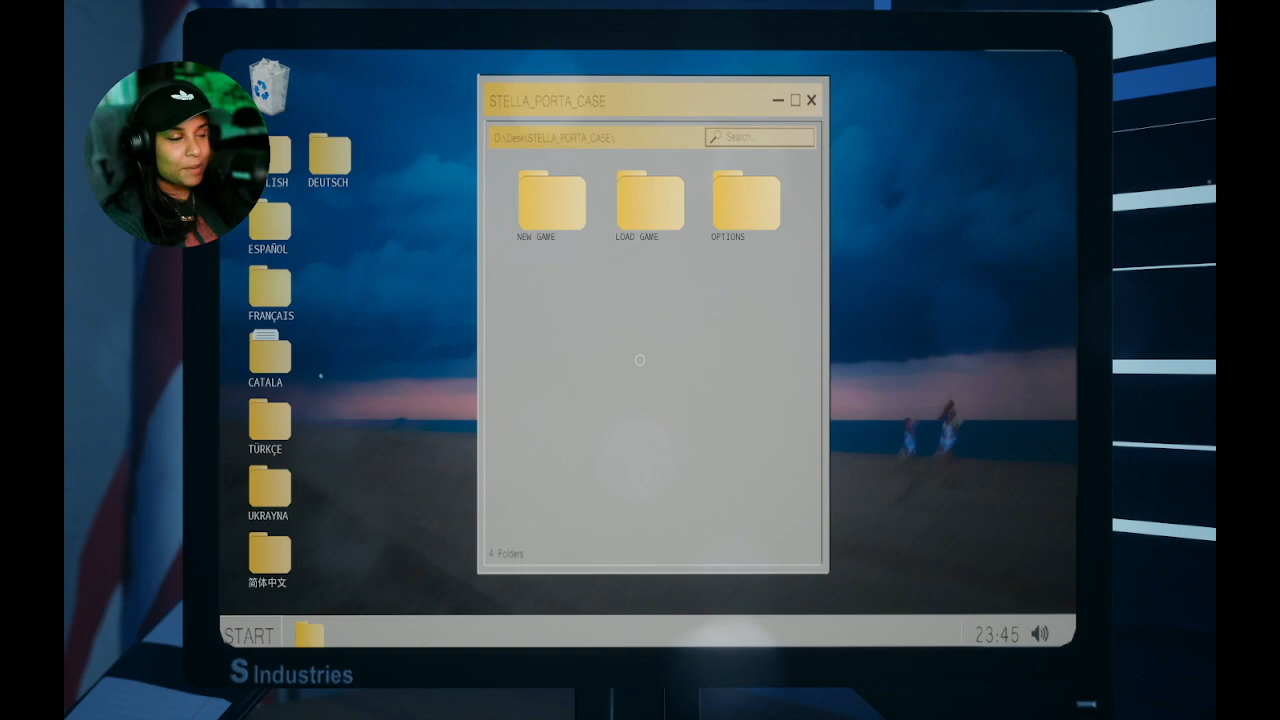 STELLA_PORTA_CASE
D:\Desk\STELLA_PORTA_CASE\
Search..
NEW GAME
LOAD GAME
OPTIONS
4 Folders
LISH
DEUTSCH
ESPAÑOL
FRANÇAIS
CATALA
TÜRKÇE
UKRAYNA
简体中文
START
23:45
S Industries